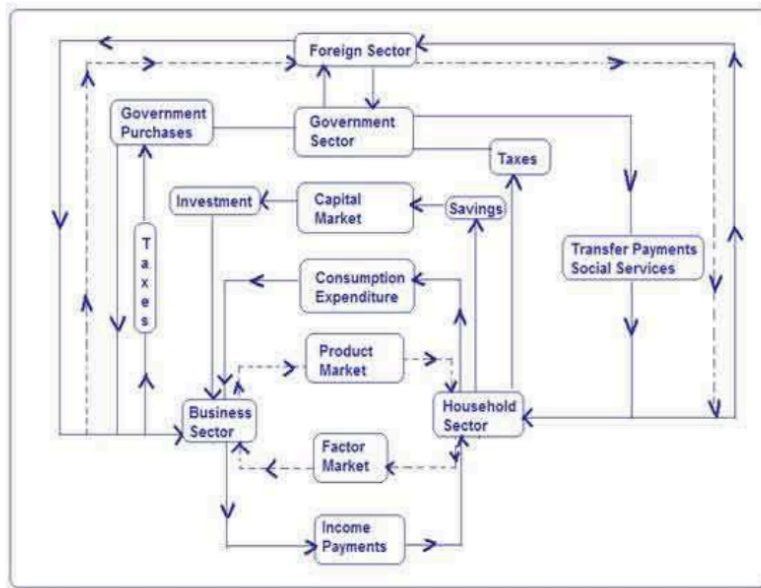 Foreign Sector
Government
Purchases
Government
Sector
Taxes
Investment
Capital
Market
Savings
Taxes
Transfer Payments
Social Services
Consumption
Expenditure
Product
Market
Business
Sector
Household
Sector
Factor
Market
Income
Payments